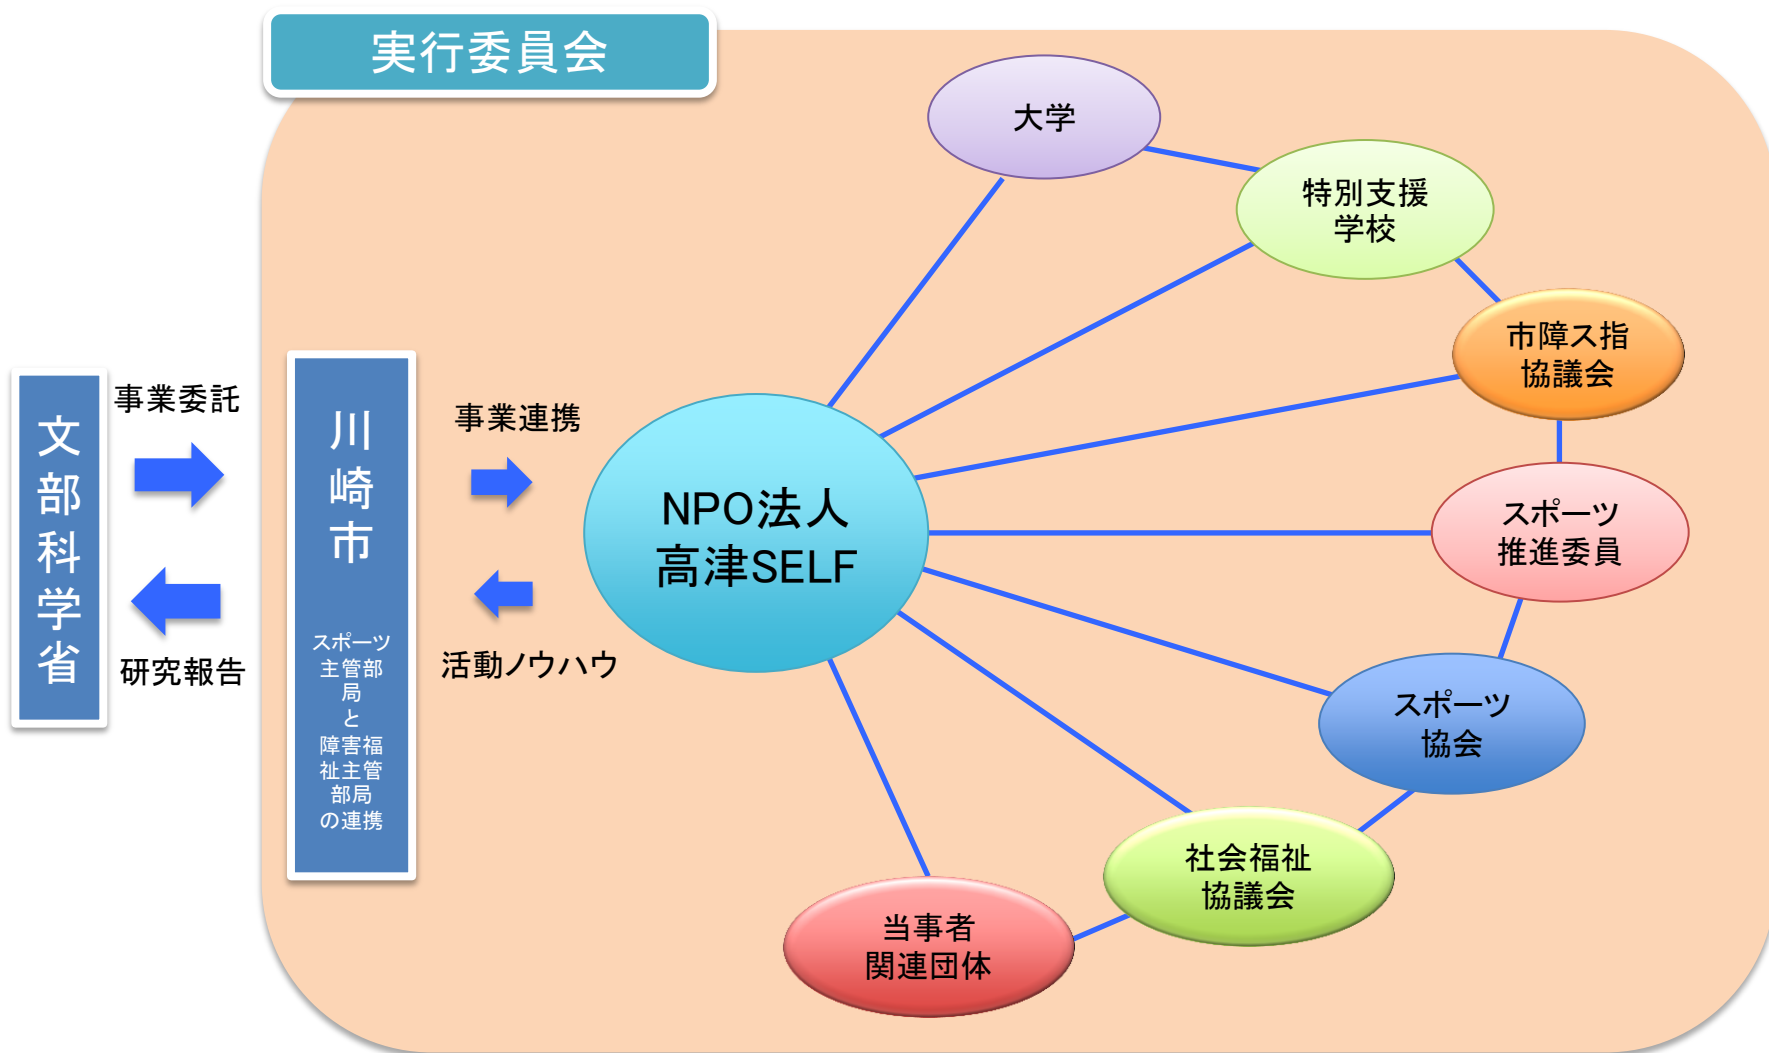 実行委員会
文部科学省
事業委託
研究報告
川崎市
スポーツ
主管部
局
と
障害福
祉主管
部局
の連携
事業連携
活動ノウハウ
NPO法人
高津SELF
大学
特別支援
学校
市障ス指
協議会
スポーツ
推進委員
スポーツ
協会
社会福祉
協議会
当事者
関連団体